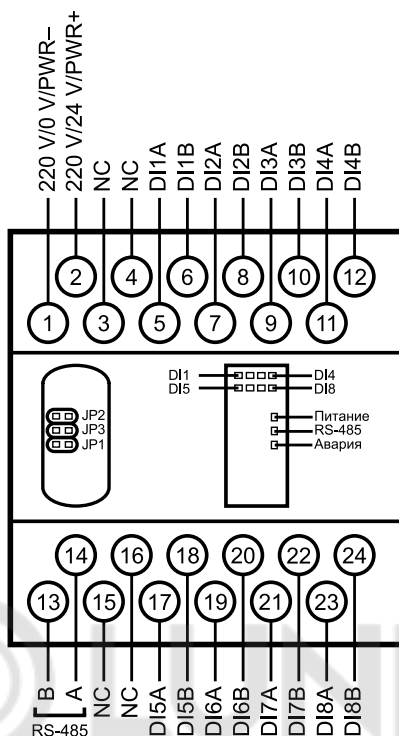 220 V/0 V/PWR–
220 V/24 V/PWR+
NC
NC
DI1A
DI1B
DI2A
DI2B
DI3A
DI3B
DI4A
DI4B
2 4 6 8 10 12
1 3 5 7 9 11
DI1 DI4
DI5 DI8
JP2
JP3
JP1
Питание
RS-485
Авария
14 16 18 20 22 24
13 15 17 19 21 23
B
A
NC
NC
DI5A
DI5B
DI6A
DI6B
DI7A
DI7B
DI8A
DI8B
RS-485